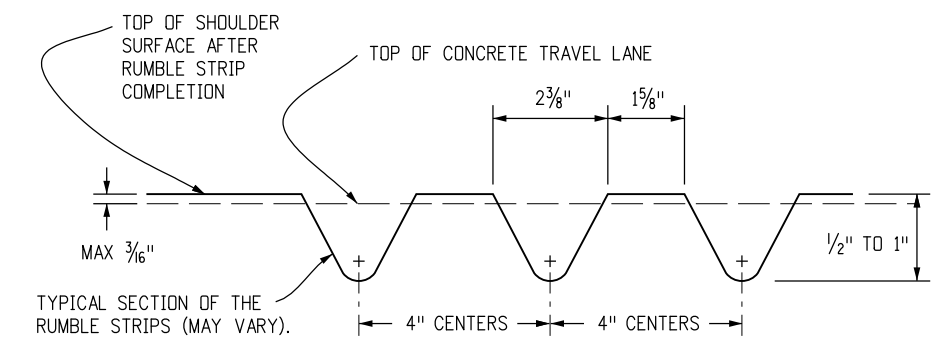 TOP OF SHOULDER
SURFACE AFTER
RUMBLE STRIP
COMPLETION
TOP OF CONCRETE TRAVEL LANE
2⅜"
1⅝"
MAX 3/16"
½" TO 1"
TYPICAL SECTION OF THE
RUMBLE STRIPS (MAY VARY).
4" CENTERS
4" CENTERS